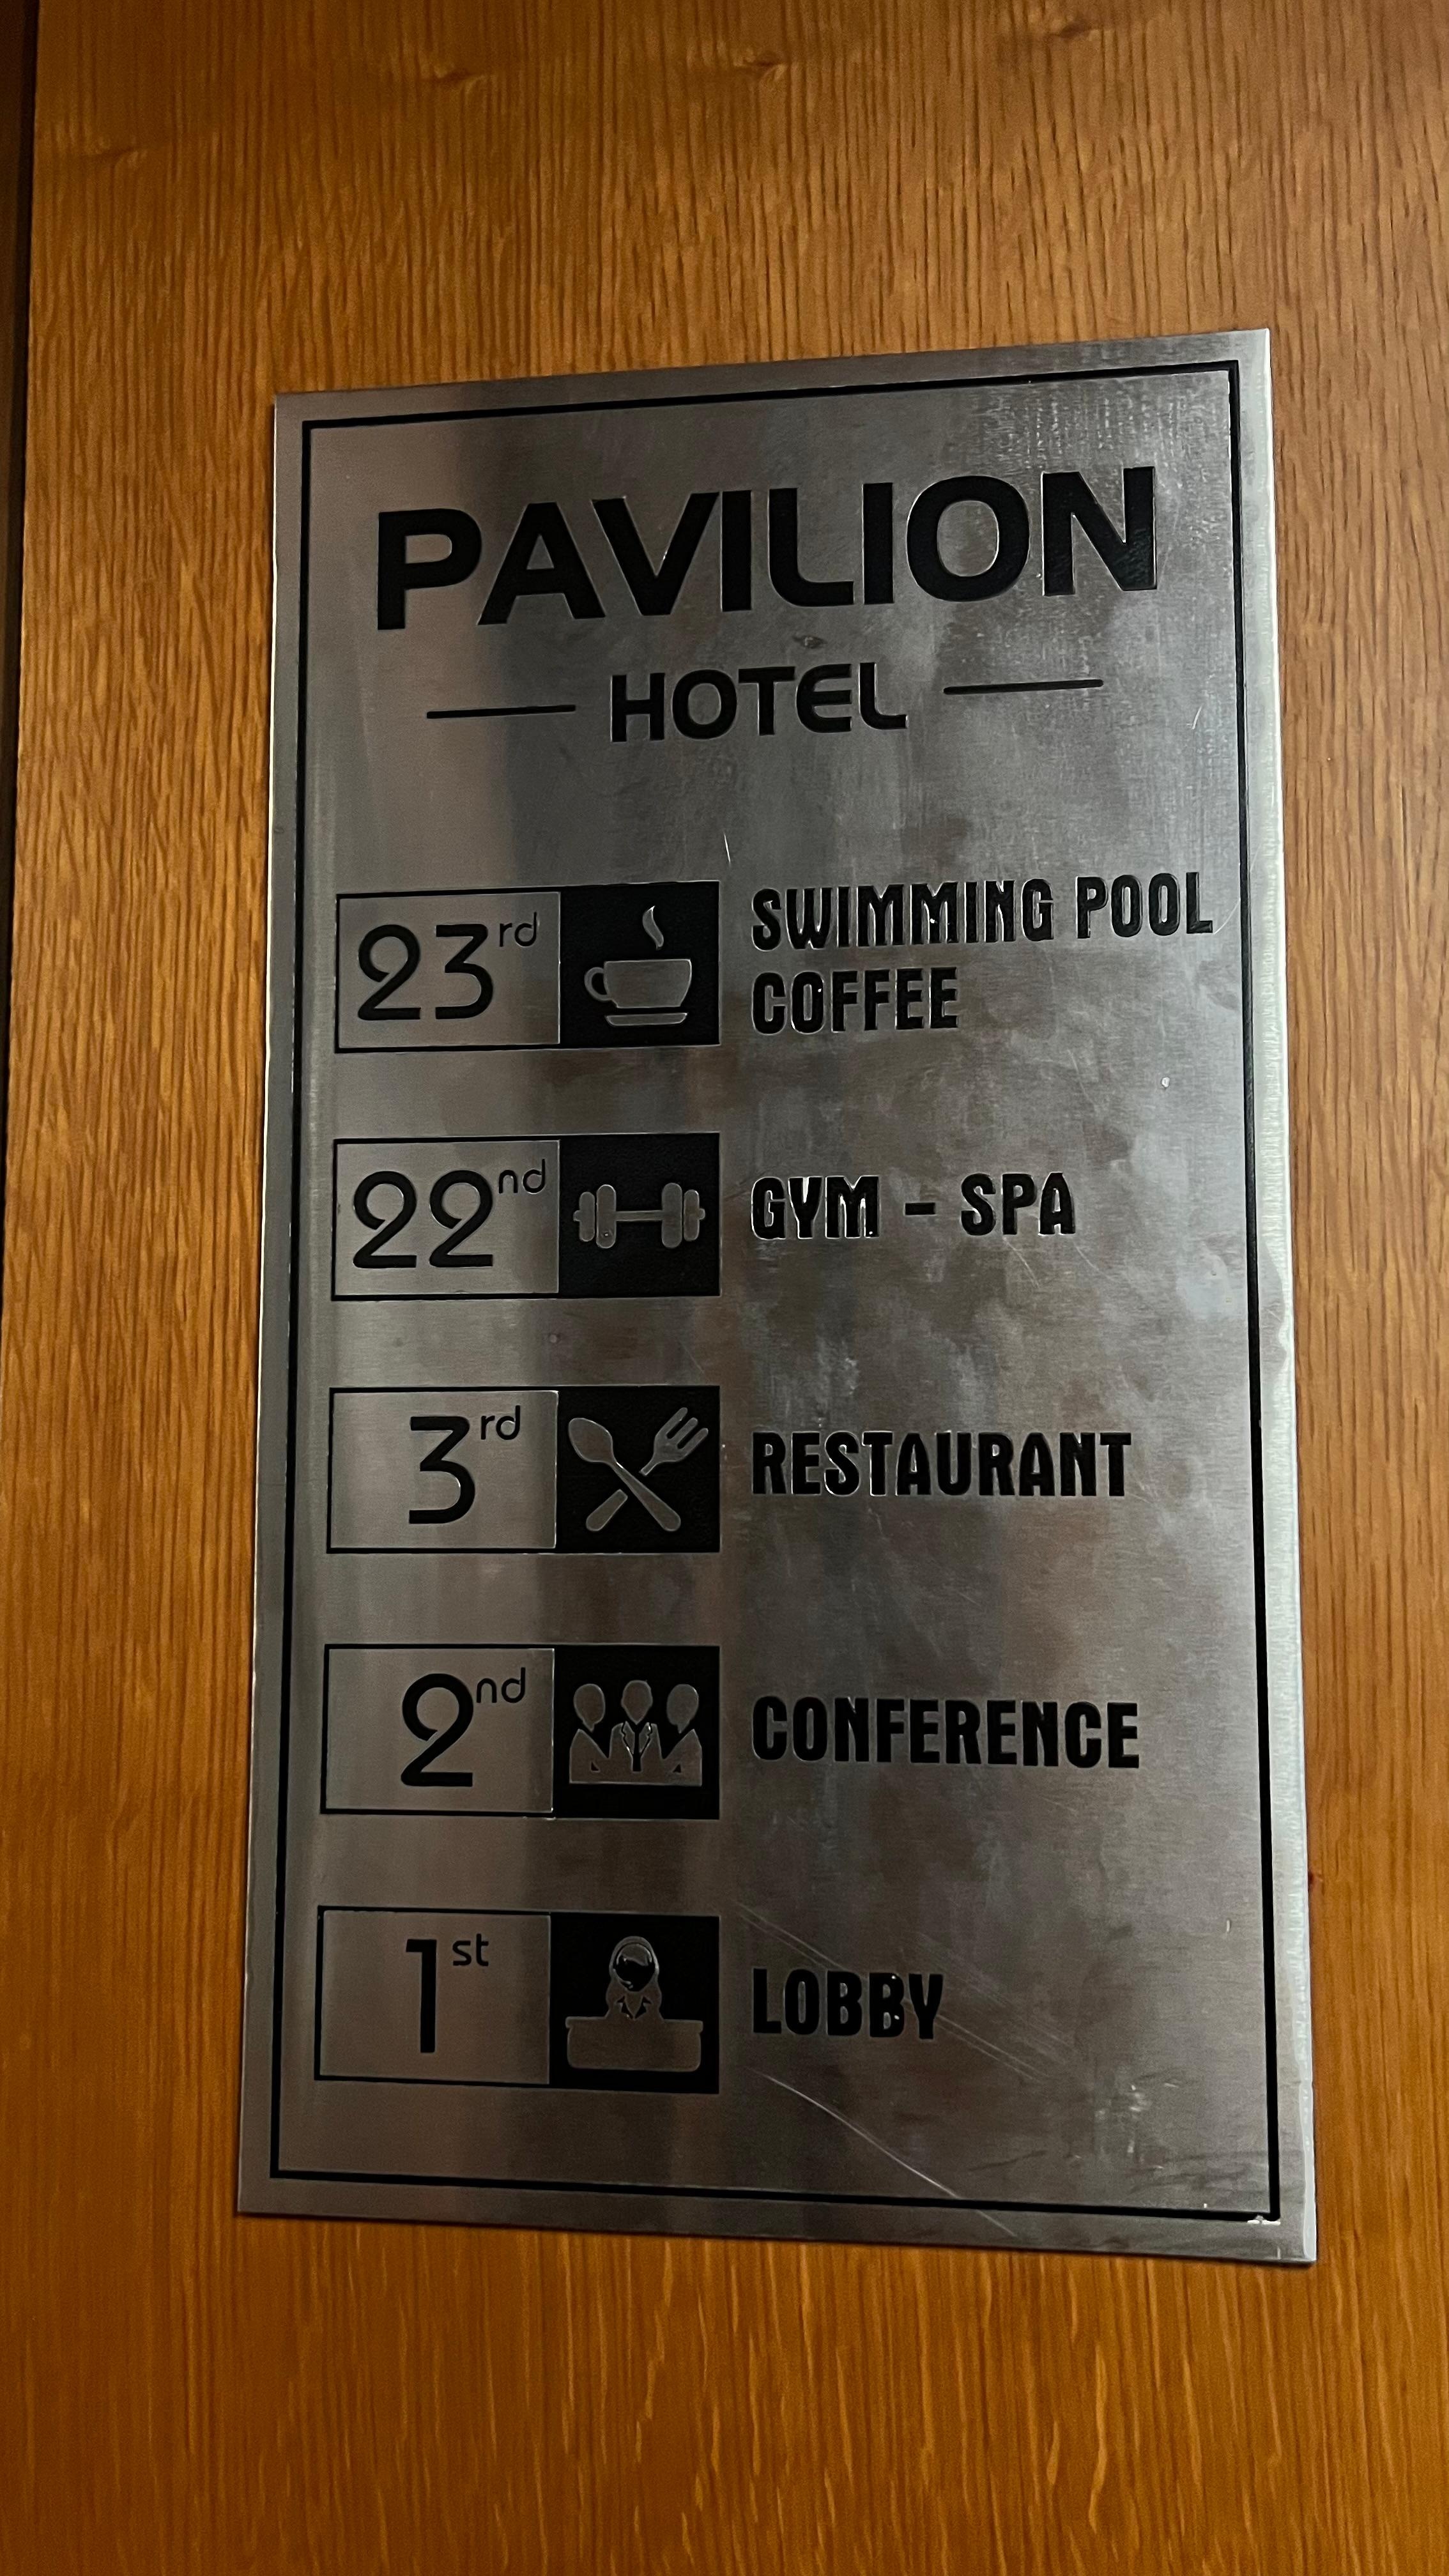 PAVILION
HOTEL
23rd SWIMMING POOL
COFFEE
22nd GYM - SPA
3rd RESTAURANT
2nd CONFERENCE
1st LOBBY